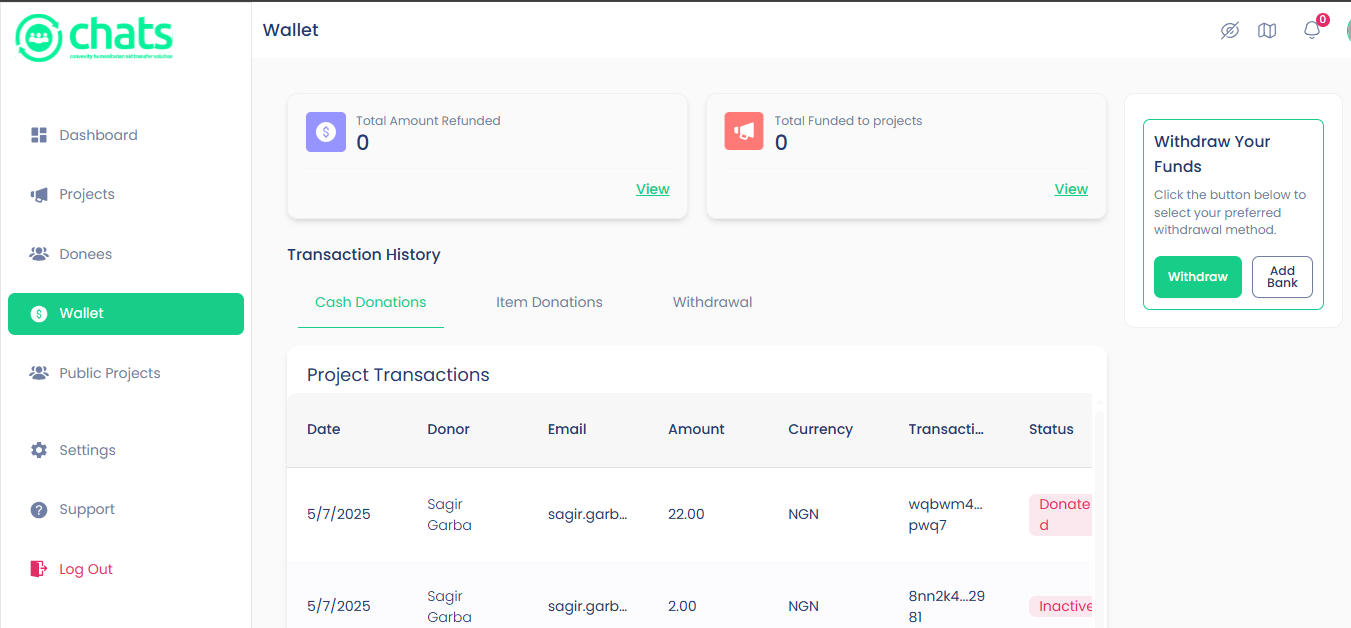 chats
community humanitarian aid transfer solution
Wallet
0
Dashboard
Projects
Donees
Wallet
Public Projects
Settings
Support
Log Out
Total Amount Refunded
0
View
Total Funded to projects
0
View
Withdraw Your
Funds
Click the button below to
select your preferred
withdrawal method.
Withdraw
Add
Bank
Transaction History
Cash Donations Item Donations Withdrawal
Project Transactions
Date Donor Email Amount Currency Transacti... Status
5/7/2025 Sagir Garba sagir.garb... 22.00 NGN wqbwm4... pwq7 Donate d
5/7/2025 Sagir Garba sagir.garb... 2.00 NGN 8nn2k4...29 81 Inactive